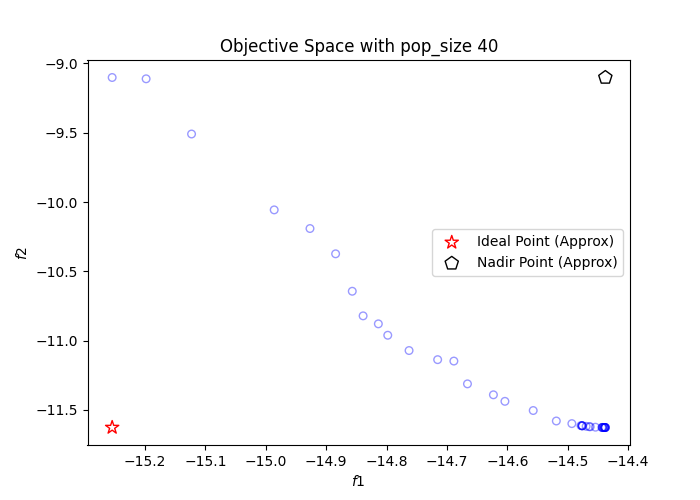 Objective Space with pop_size 40
−9.0
−9.5
−10.0
−10.5
−11.0
−11.5
f2
Ideal Point (Approx)
Nadir Point (Approx)
−15.2 −15.1 −15.0 −14.9 −14.8 −14.7 −14.6 −14.5 −14.4
f1